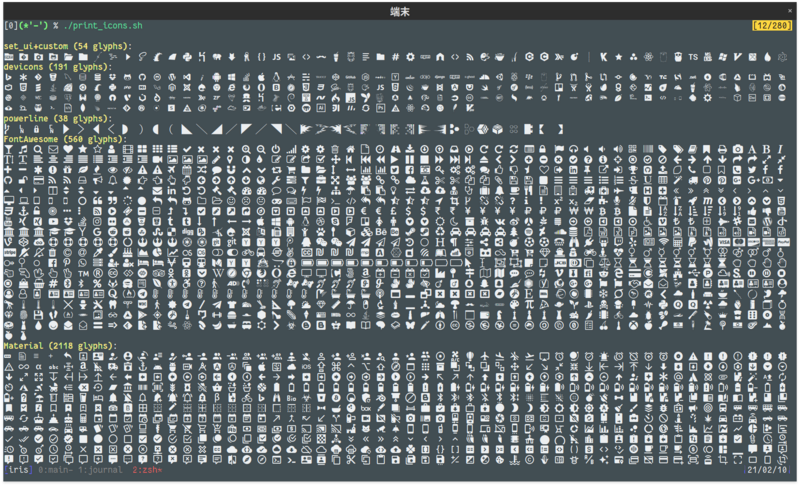 端末
[0](*'-') % ./print_icons.sh [12/280]
set_ui+custom (54 glyphs):
devicons (191 glyphs):
powerline (38 glyphs):
FontAwesome (560 glyphs):
Material (2118 glyphs):
[iris] 0:main- 1:journal 2:zsh* [21/02/10]